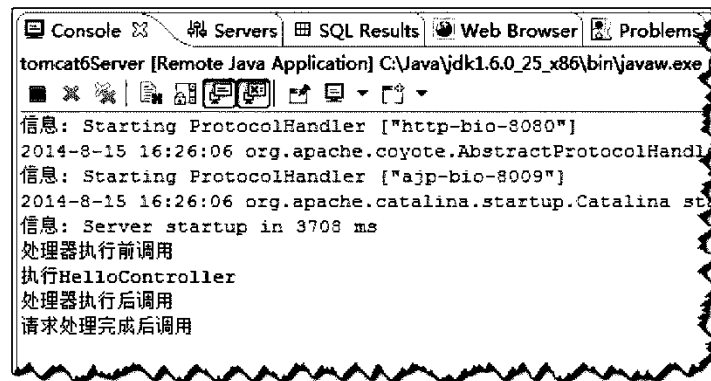 Console Servers SQL Results Web Browser Problems
tomcat6Server [Remote Java Application] C:\Java\jdk1.6.0_25_x86\bin\javaw.exe
信息: Starting ProtocolHandler ["http-bio-8080"]
2014-8-15 16:26:06 org.apache.coyote.AbstractProtocolHandl
信息: Starting ProtocolHandler ["ajp-bio-8009"]
2014-8-15 16:26:06 org.apache.catalina.startup.Catalina st
信息: Server startup in 3708 ms
处理器执行前调用
执行HelloController
处理器执行后调用
请求处理完成后调用